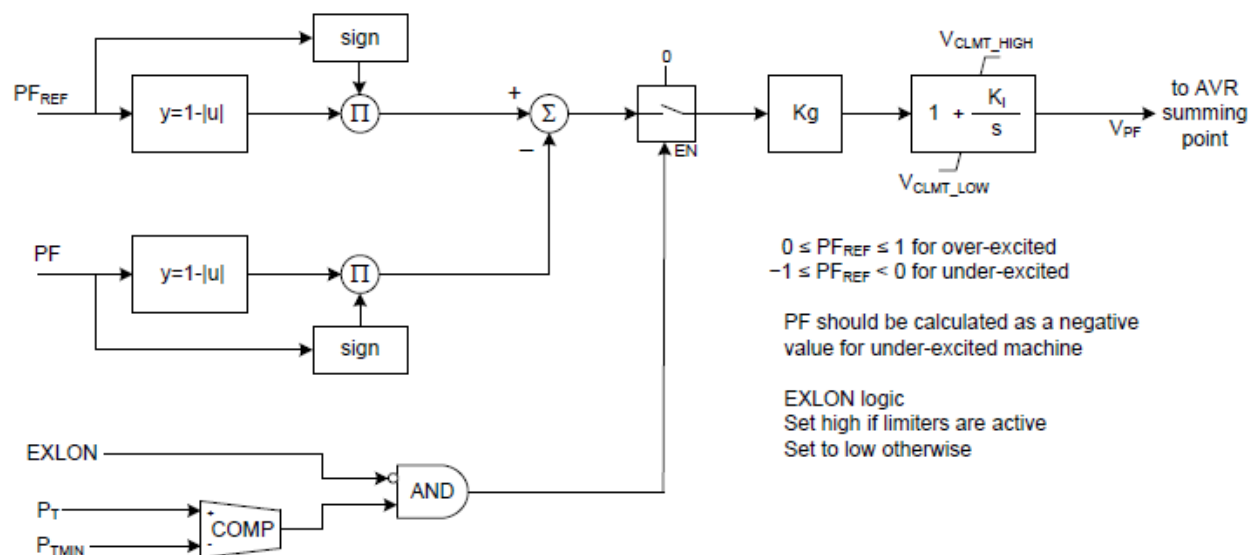 sign
V_CLMT_HIGH
0
PF_REF
y=1-|u|
Π
+
Σ
−
EN
Kg
1 + K_I/s
V_PF
to AVR
summing
point
V_CLMT_LOW
PF
y=1-|u|
Π
sign
0 ≤ PF_REF ≤ 1 for over-excited
−1 ≤ PF_REF < 0 for under-excited
PF should be calculated as a negative
value for under-excited machine
EXLON logic
Set high if limiters are active
Set to low otherwise
EXLON
AND
P_T
+
COMP
-
P_TMIN